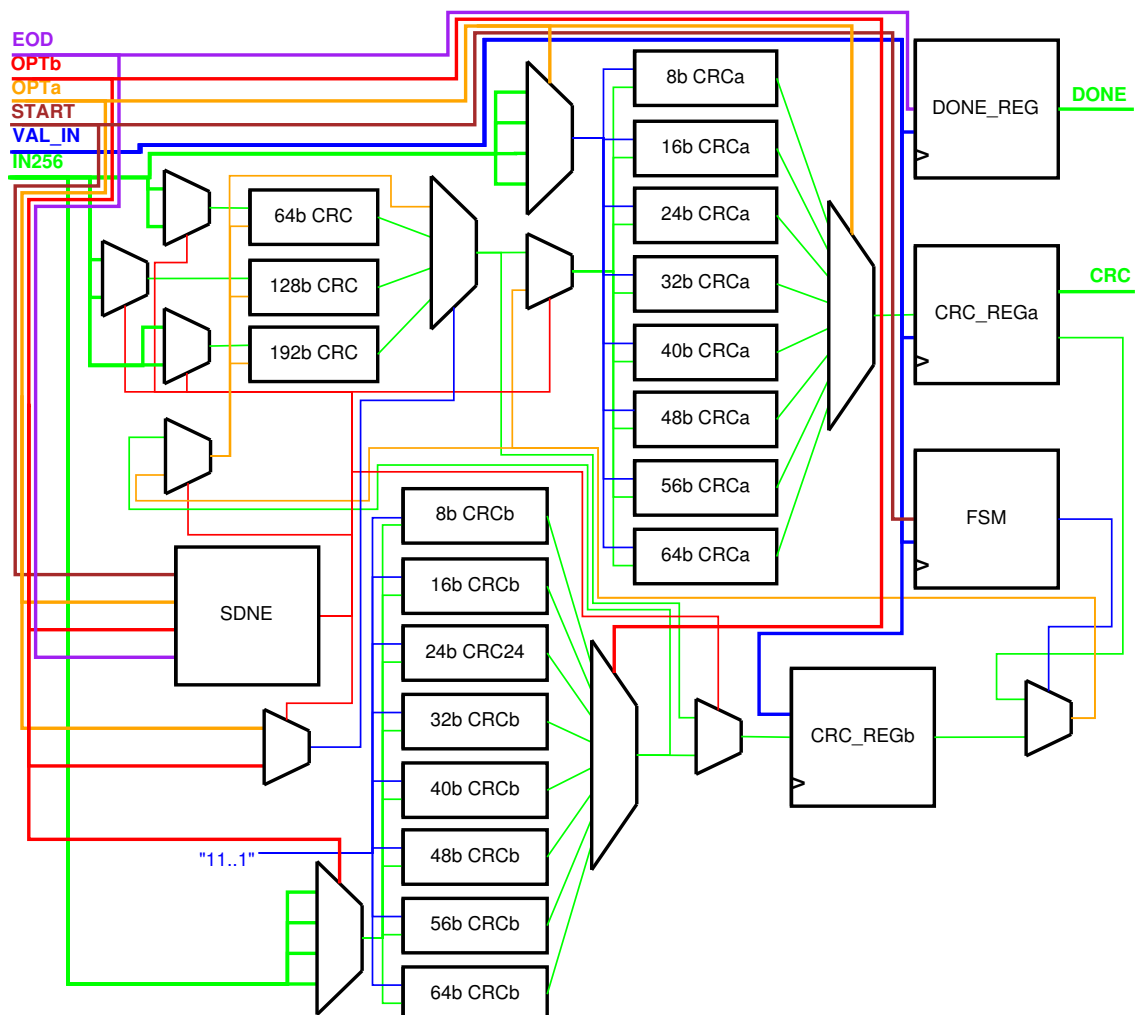 EOD
OPTb
OPTa
START
VAL_IN
IN256
64b CRC
128b CRC
192b CRC
8b CRCa
16b CRCa
24b CRCa
32b CRCa
40b CRCa
48b CRCa
56b CRCa
64b CRCa
DONE_REG
DONE
CRC_REGa
CRC
FSM
SDNE
8b CRCb
16b CRCb
24b CRC24
32b CRCb
40b CRCb
48b CRCb
56b CRCb
64b CRCb
"11..1"
CRC_REGb